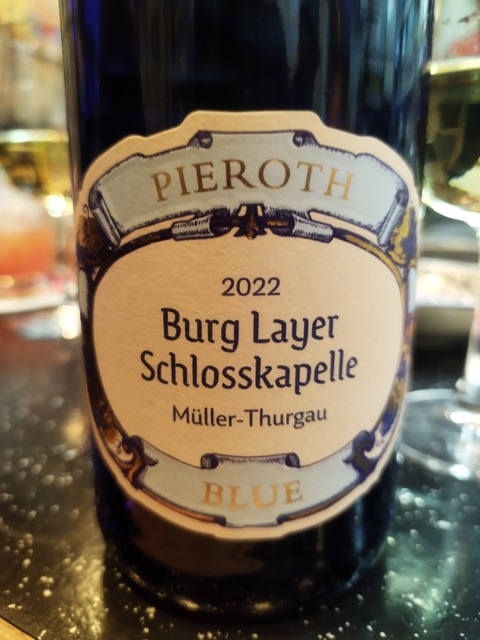 PIEROTH
2022
Burg Layer
Schlosskapelle
Müller-Thurgau
BLUE